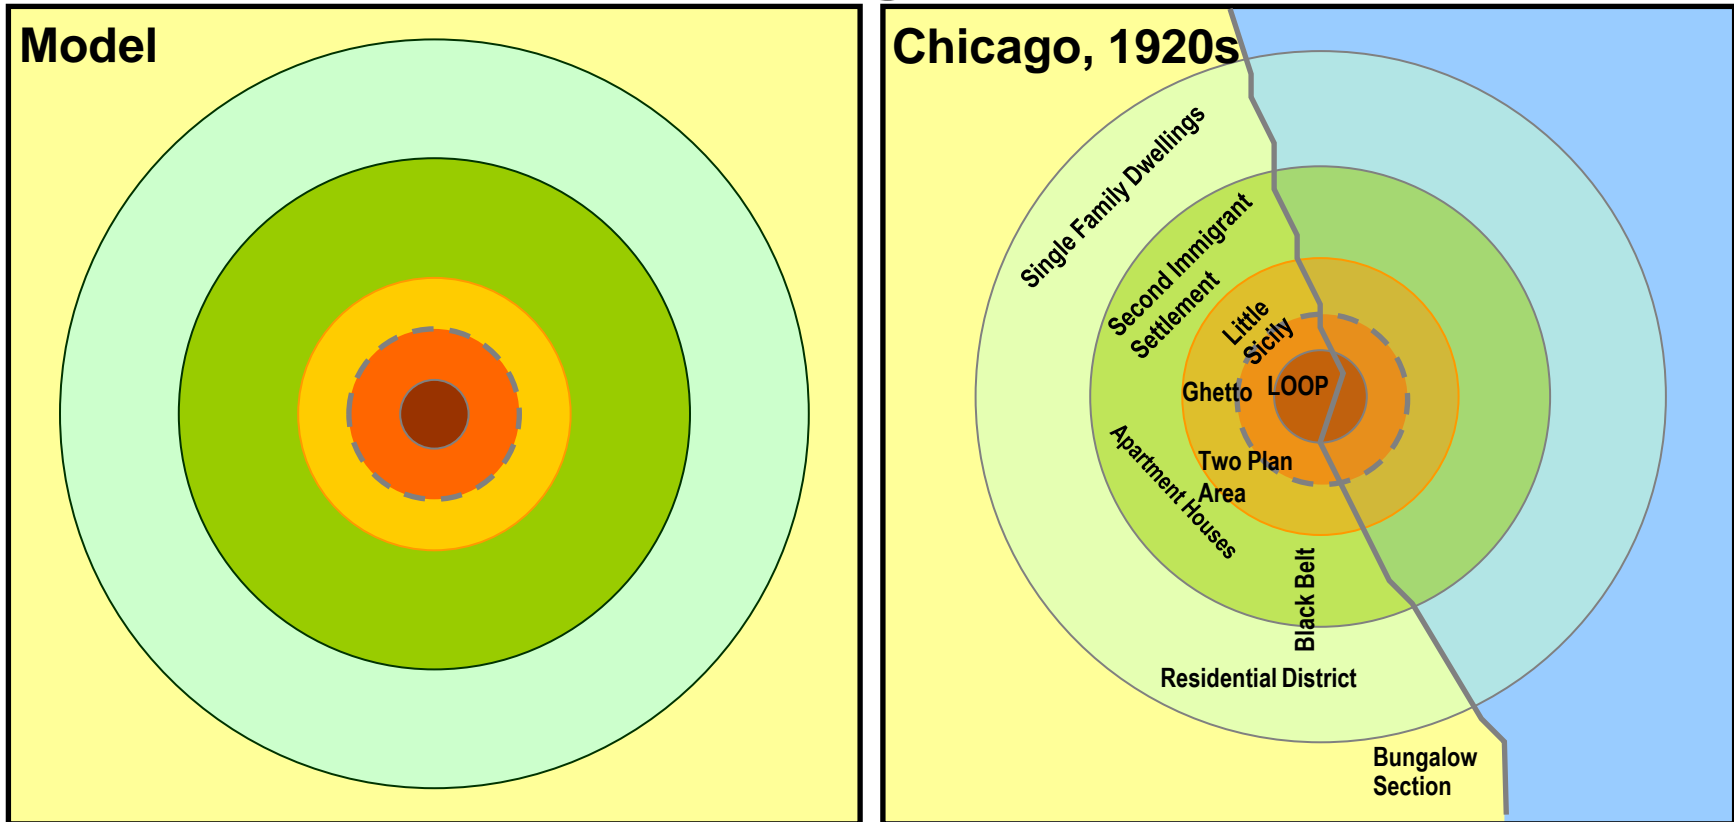 Model
Chicago, 1920s
Single Family Dwellings
Second Immigrant
Settlement
Little
Sicily
LOOP
Ghetto
Two Plan
Area
Apartment Houses
Black Belt
Residential District
Bungalow
Section